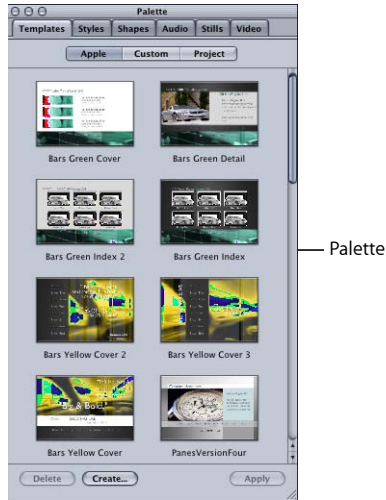 Palette
Templates Styles Shapes Audio Stills Video
Apple Custom Project
Bars Green Cover Bars Green Detail
Bars Green Index 2 Bars Green Index
Palette
Bars Yellow Cover 2 Bars Yellow Cover 3
Bars Yellow Cover PanesVersionFour
Delete Create... Apply